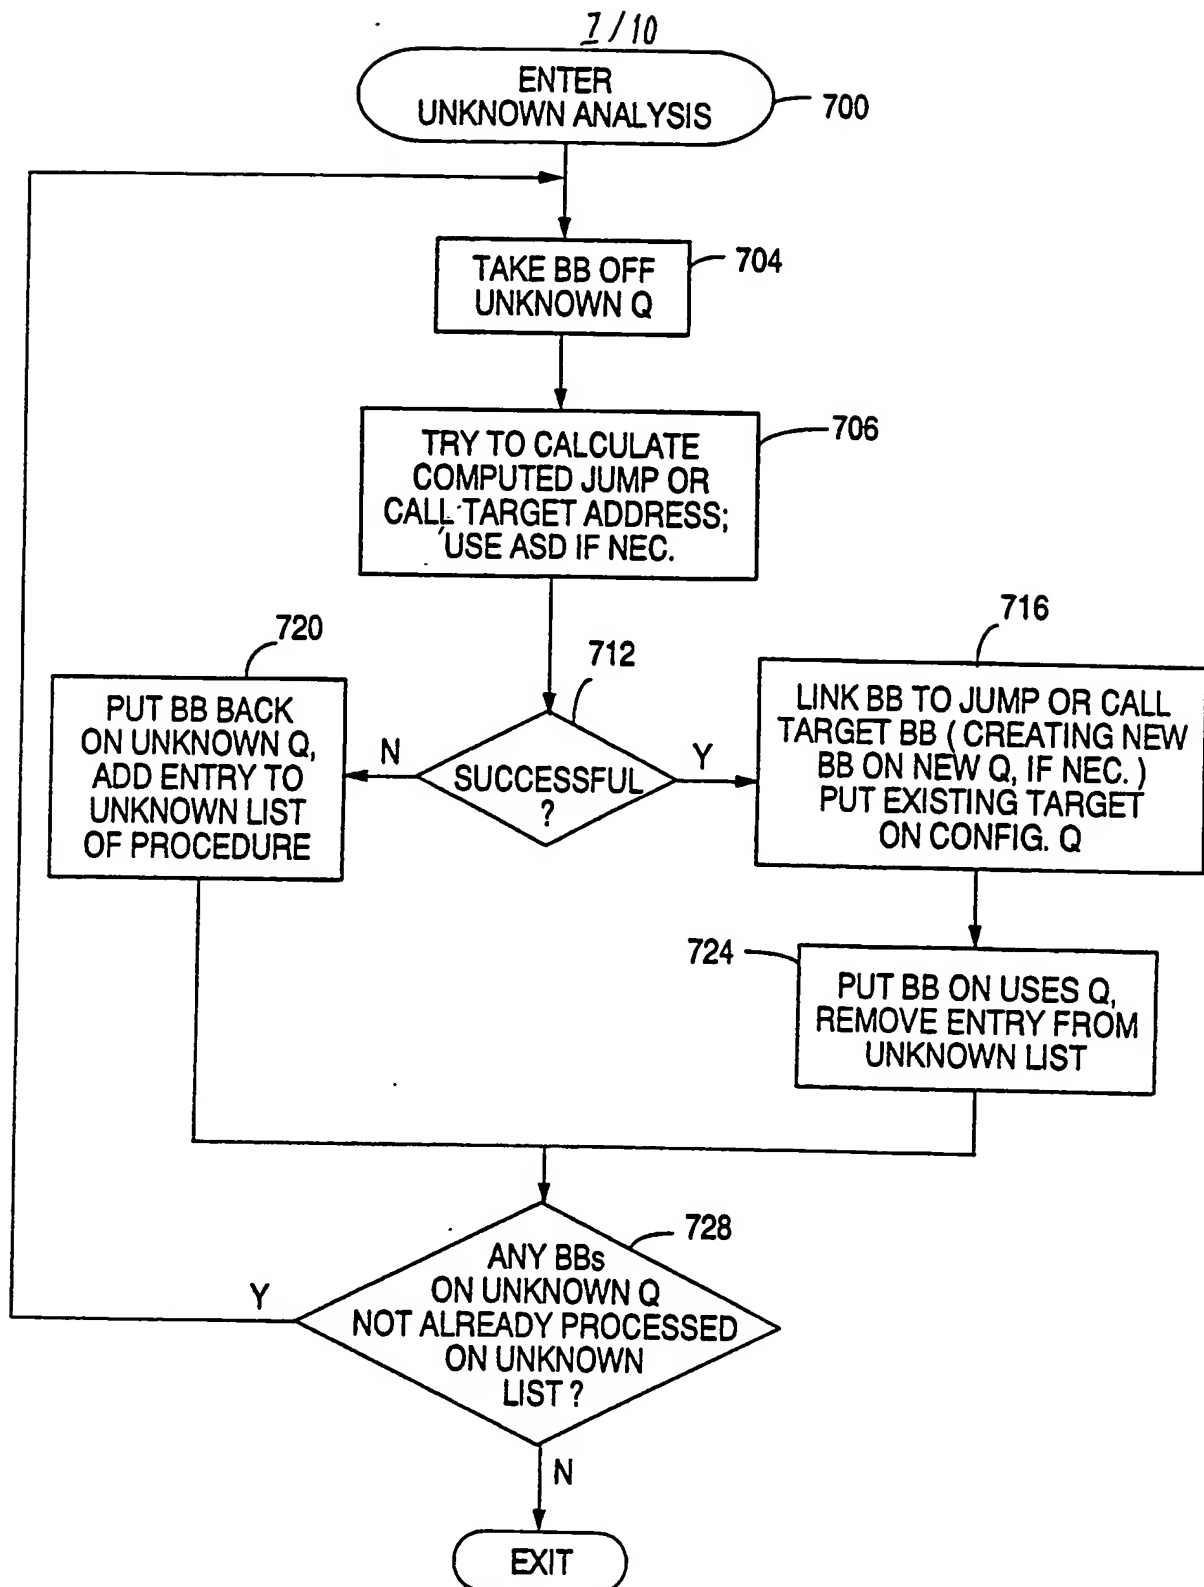 7/10
ENTER
UNKNOWN ANALYSIS
700
TAKE BB OFF
UNKNOWN Q
704
TRY TO CALCULATE
COMPUTED JUMP OR
CALL TARGET ADDRESS;
USE ASD IF NEC.
706
720
PUT BB BACK
ON UNKNOWN Q,
ADD ENTRY TO
UNKNOWN LIST
OF PROCEDURE
N
712
SUCCESSFUL
?
Y
716
LINK BB TO JUMP OR CALL
TARGET BB ( CREATING NEW
BB ON NEW Q, IF NEC. )
PUT EXISTING TARGET
ON CONFIG. Q
724
PUT BB ON USES Q,
REMOVE ENTRY FROM
UNKNOWN LIST
728
ANY BBs
ON UNKNOWN Q
NOT ALREADY PROCESSED
ON UNKNOWN
LIST ?
Y
N
EXIT